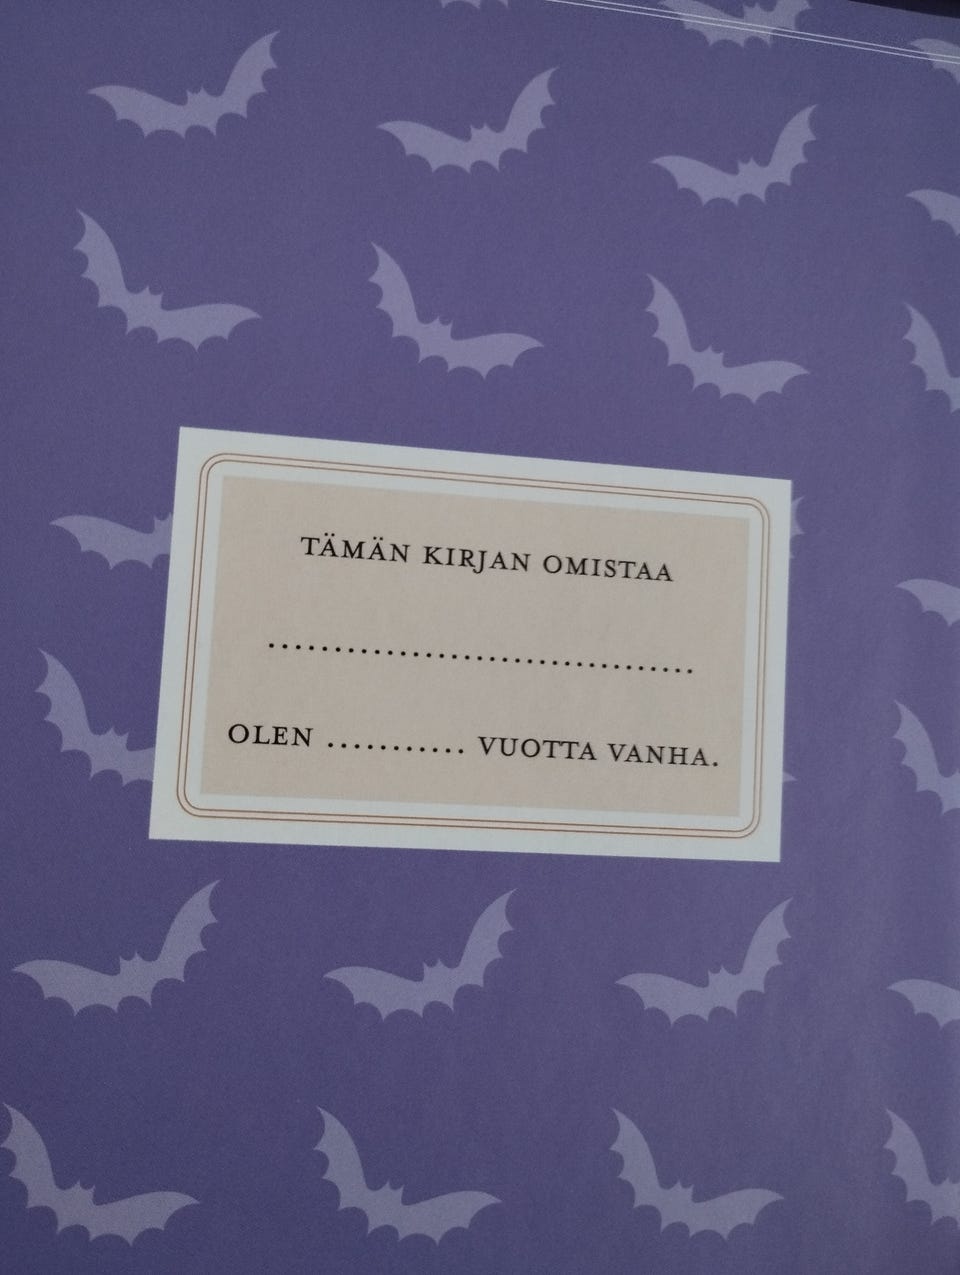 TÄMÄN KIRJAN OMISTAA
.................................
OLEN ........... VUOTTA VANHA.